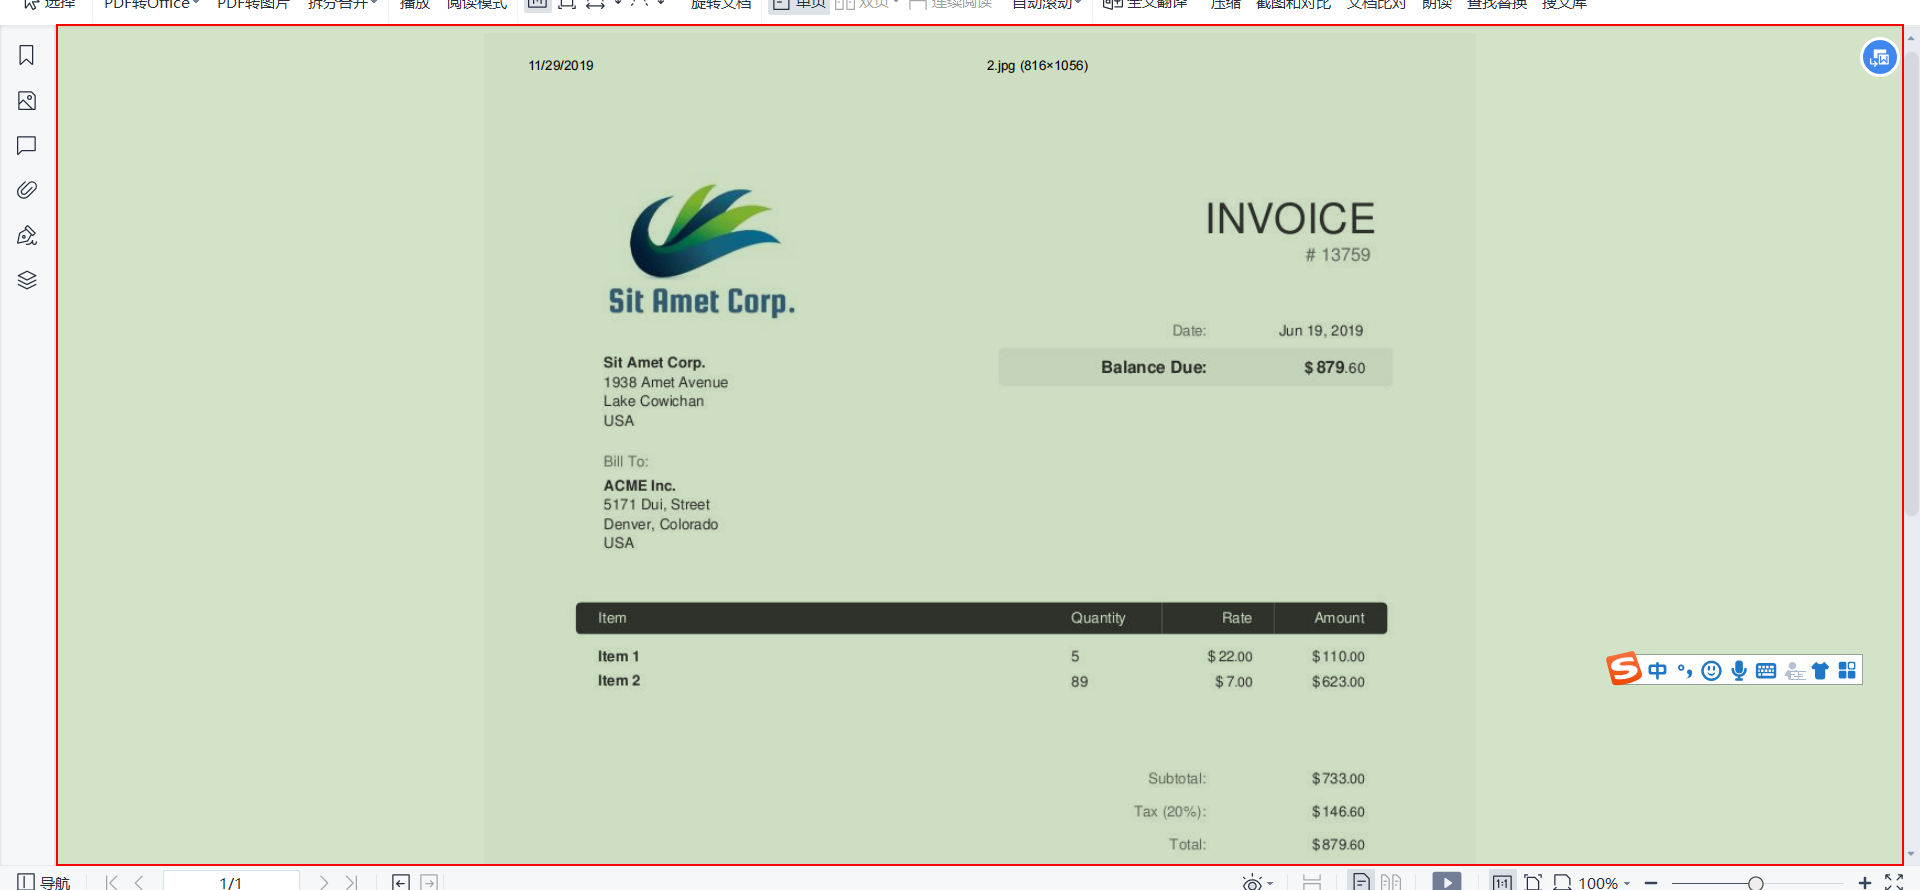 选择 PDF转Office PDF转图片 拆分合并 播放 阅读模式 旋转文档 单页 双页 连续阅读 自动滚动 全文翻译 压缩 截图和对比 文档比对 朗读 查找替换 搜文库
11/29/2019 2.jpg (816×1056)
INVOICE
# 13759
Sit Amet Corp.
Date: Jun 19, 2019
Balance Due: $ 879.60
Sit Amet Corp.
1938 Amet Avenue
Lake Cowichan
USA
Bill To:
ACME Inc.
5171 Dui, Street
Denver, Colorado
USA
Item Quantity Rate Amount
Item 1 5 $ 22.00 $ 110.00
Item 2 89 $ 7.00 $ 623.00
中
Subtotal: $ 733.00
Tax (20%): $ 146.60
Total: $ 879.60
导航 1/1 1:1 100%